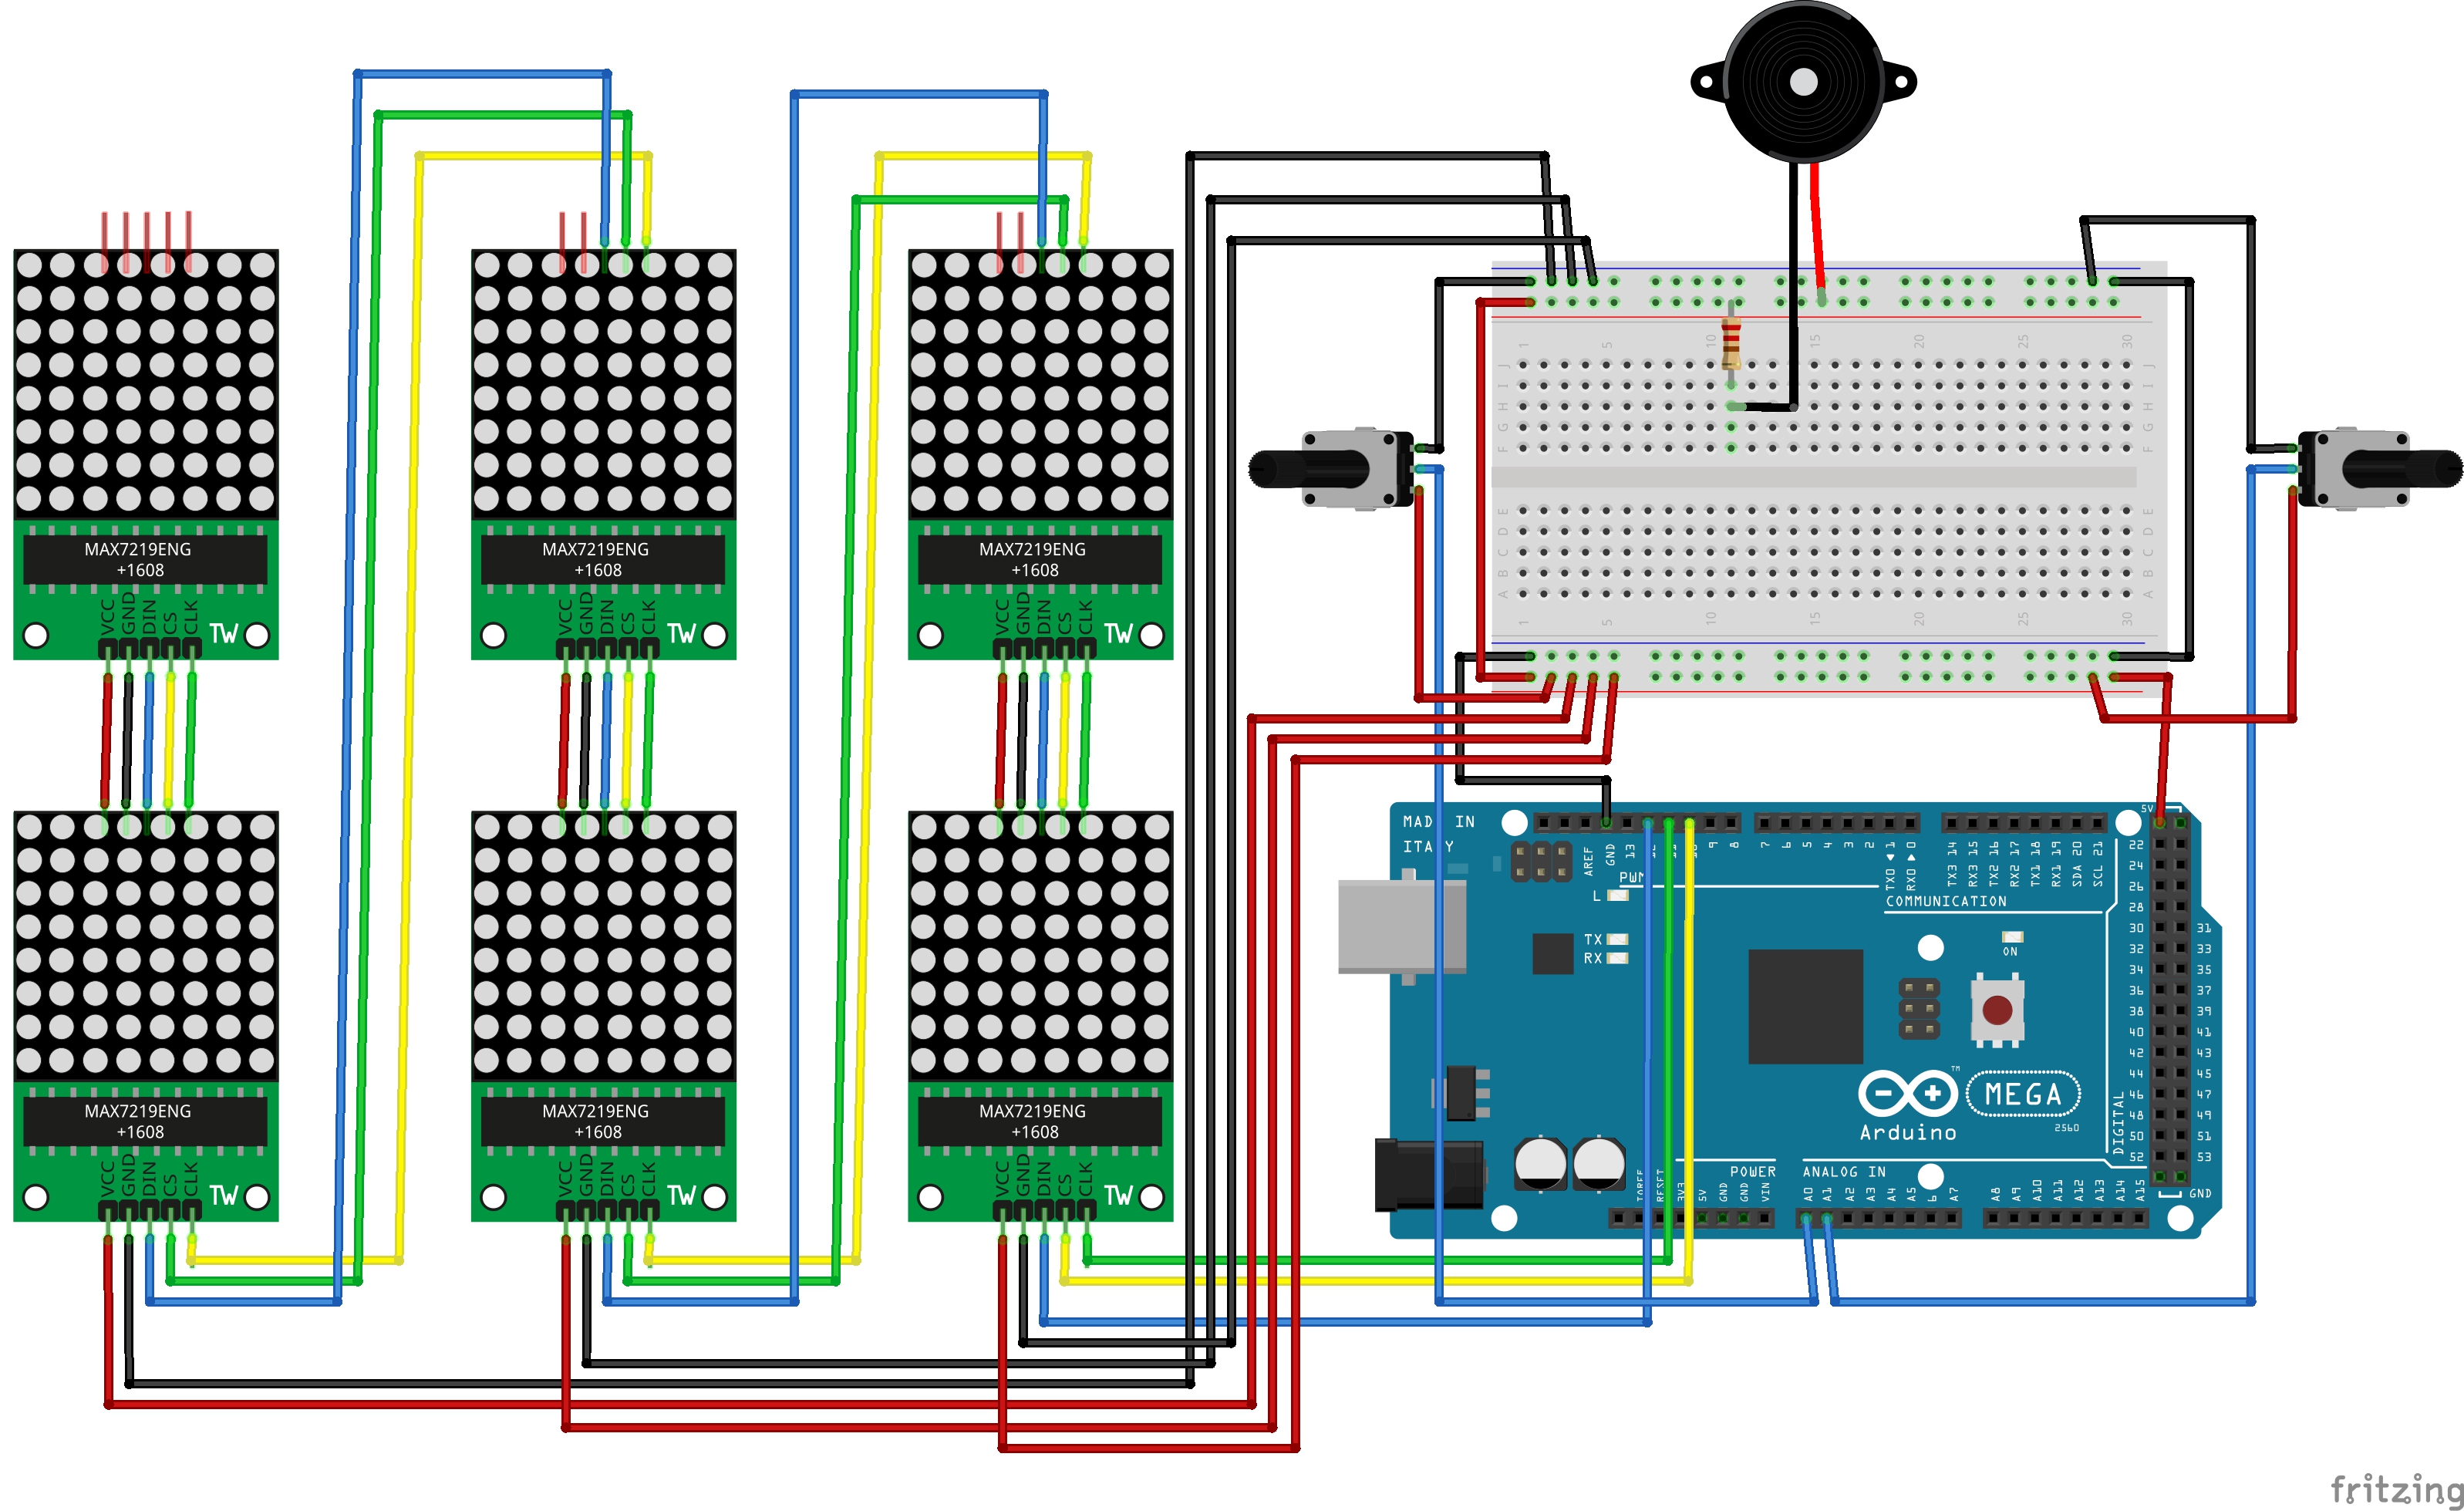 MAX7219ENG
+1608
VCC GND DIN CS CLK
TW
MAX7219ENG
+1608
VCC GND DIN CS CLK
TW
MAX7219ENG
+1608
VCC GND DIN CS CLK
TW
MAX7219ENG
+1608
VCC GND DIN CS CLK
TW
MAX7219ENG
+1608
VCC GND DIN CS CLK
TW
MAX7219ENG
+1608
VCC GND DIN CS CLK
TW
1 5 10 15 20 25 30
J J
I I
H H
G G
F F
E E
D D
C C
B B
A A
1 5 10 15 20 25 30
MAD IN
ITA Y
AREF GND 13 9 8
7 6 5 4 3 2 TX0 1 RX0 0
TX3 14 RX3 15 TX2 16 RX2 17 TX1 18 RX1 19 SDA 20 SCL 21
PWM
COMMUNICATION
L
TX
RX
ON
5V
22
24
26
28
30 31
32 33
34 35
36 37
38 39
40 41
42 43
44 45
46 47
48 49
50 51
52 53
GND
DIGITAL
TM
Arduino
MEGA
2560
POWER
ANALOG IN
IOREF RESET 3V3 5V GND GND VIN
A0 A1 A2 A3 A4 A5 6 A7
A8 A9 A10 A11 A12 A13 A14 A15
fritzing